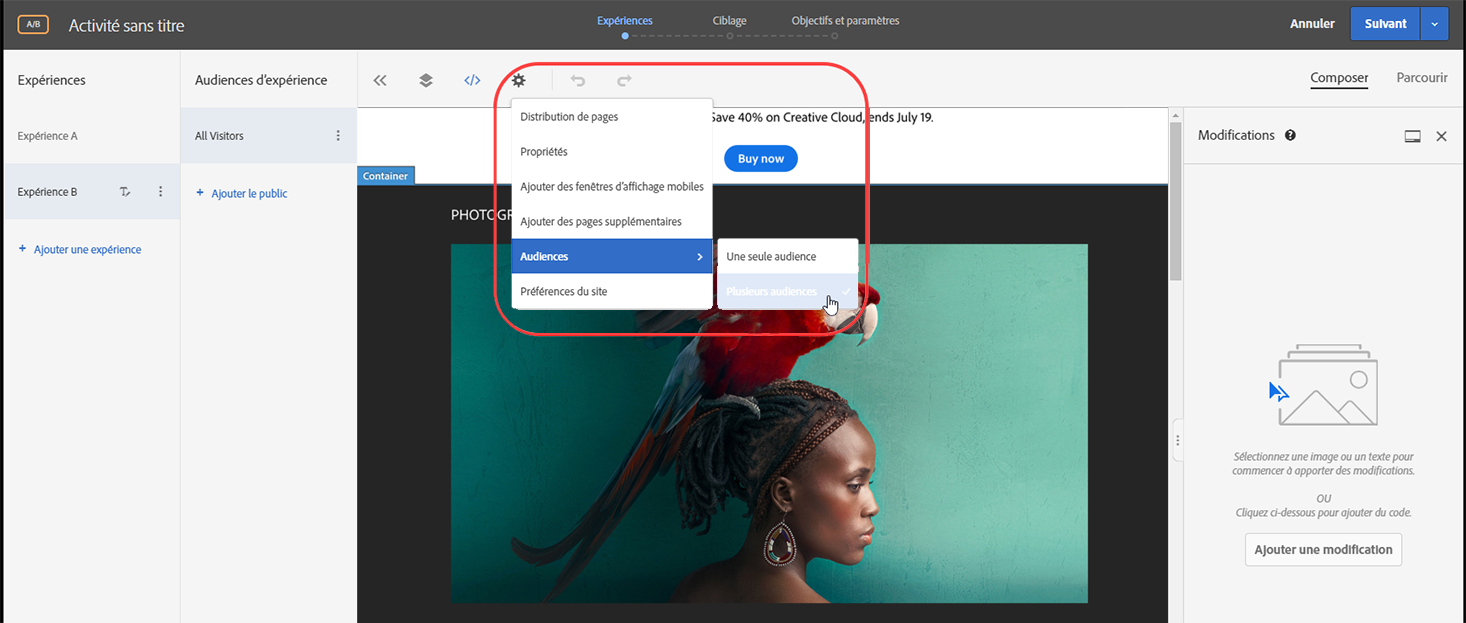 A/B Activité sans titre
Expériences Ciblage Objectifs et paramètres
Annuler Suivant
Expériences
Expérience A
Expérience B
+ Ajouter une expérience
Audiences d'expérience
All Visitors
+ Ajouter le public
Composer Parcourir
Distribution de pages
Propriétés
Ajouter des fenêtres d'affichage mobiles
Ajouter des pages supplémentaires
Audiences
Préférences du site
Une seule audience
Plusieurs audiences
Save 40% on Creative Cloud, ends July 19.
Buy now
Container
PHOTOGR
Modifications
Sélectionnez une image ou un texte pour
commencer à apporter des modifications.
OU
Cliquez ci-dessous pour ajouter du code.
Ajouter une modification